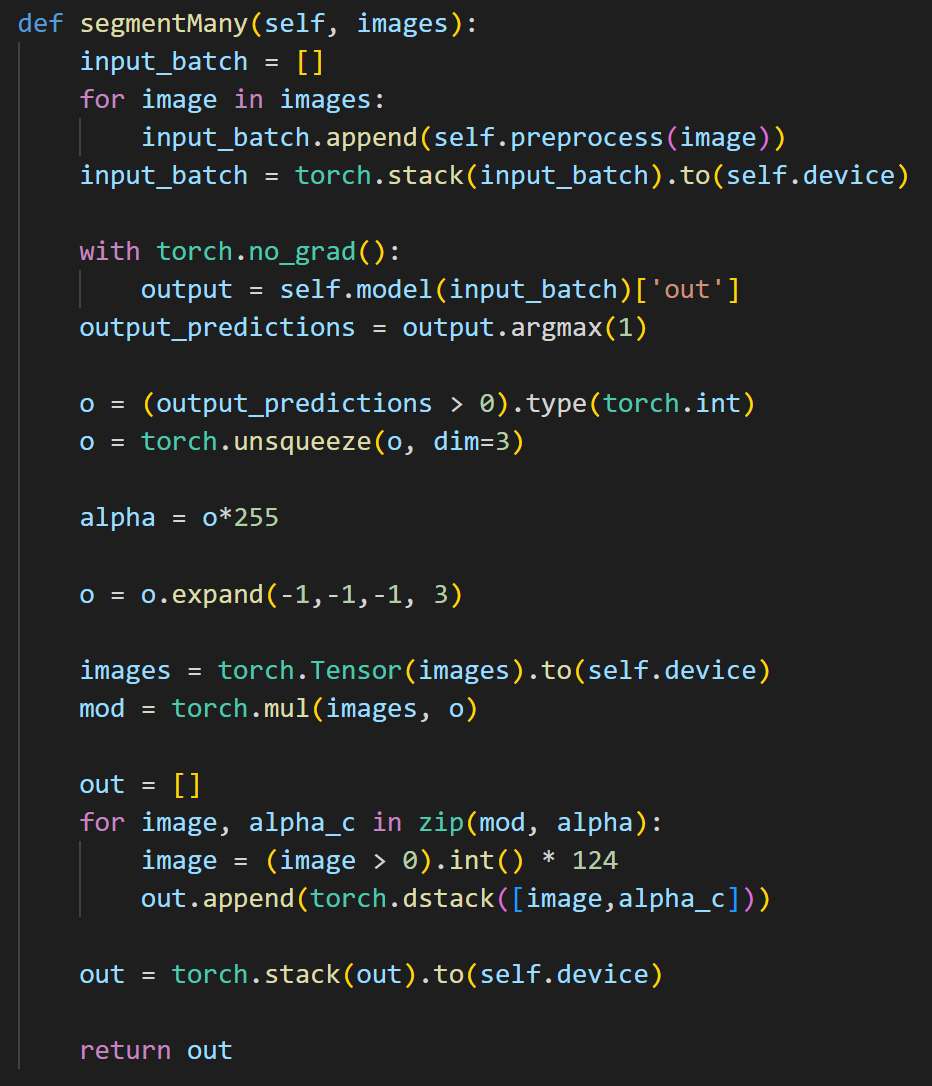 def segmentMany(self, images):
    input_batch = []
    for image in images:
        input_batch.append(self.preprocess(image))
    input_batch = torch.stack(input_batch).to(self.device)

    with torch.no_grad():
        output = self.model(input_batch)['out']
    output_predictions = output.argmax(1)

    o = (output_predictions > 0).type(torch.int)
    o = torch.unsqueeze(o, dim=3)

    alpha = o*255

    o = o.expand(-1,-1,-1, 3)

    images = torch.Tensor(images).to(self.device)
    mod = torch.mul(images, o)

    out = []
    for image, alpha_c in zip(mod, alpha):
        image = (image > 0).int() * 124
        out.append(torch.dstack([image,alpha_c]))

    out = torch.stack(out).to(self.device)

    return out